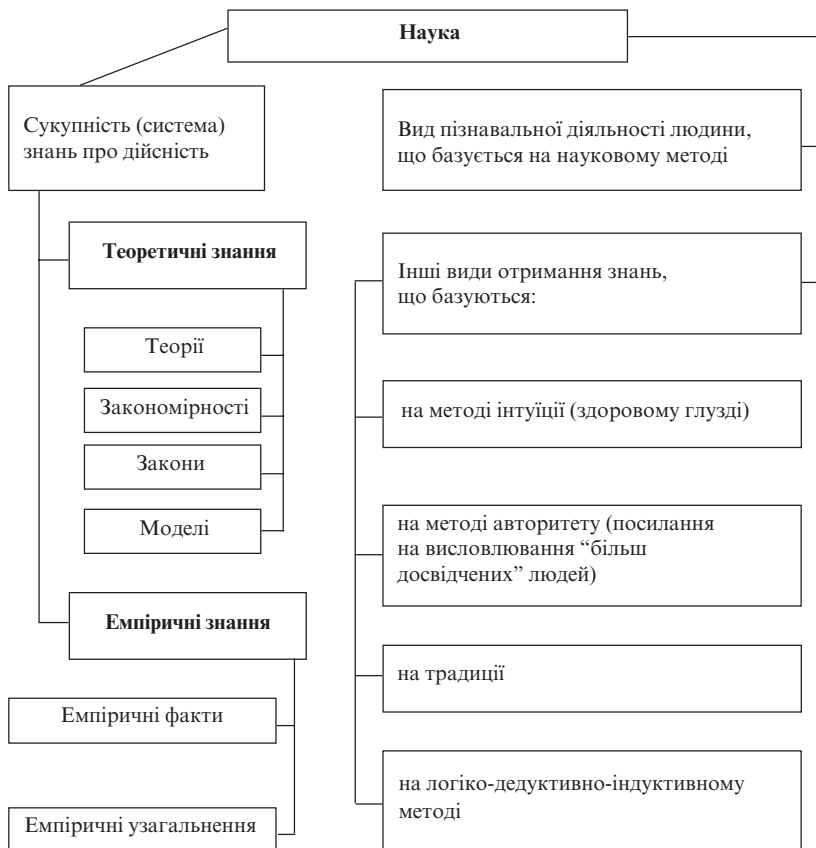 Наука
Сукупність (система)
знань про дійсність
Теоретичні знання
Теорії
Закономірності
Закони
Моделі
Емпіричні знання
Емпіричні факти
Емпіричні узагальнення
Вид пізнавальної діяльності людини,
що базується на науковому методі
Інші види отримання знань,
що базуються:
на методі інтуїції (здоровому глузді)
на методі авторитету (посилання
на висловлювання “більш
досвідчених” людей)
на традиції
на логіко-дедуктивно-індуктивному
методі